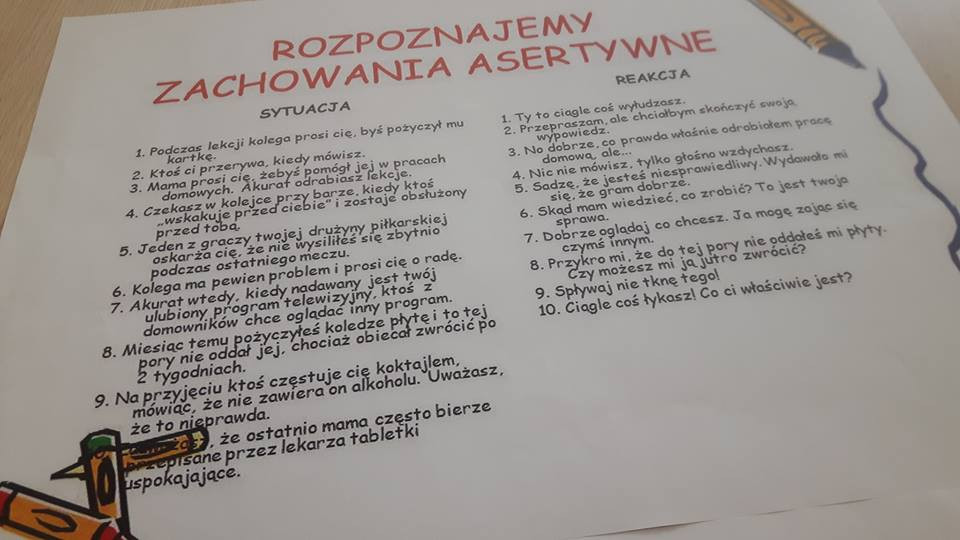 ROZPOZNAJEMY
ZACHOWANIA ASERTYWNE
SYTUACJA
1. Podczas lekcji kolega prosi cię, byś pożyczył mu
kartkę.
2. Ktoś ci przerywa, kiedy mówisz.
3. Mama prosi cię, żebyś pomógł jej w pracach
domowych. Akurat odrabiasz lekcje.
4. Czekasz w kolejce przy barze, kiedy ktoś
„wskakuje przed ciebie" i zostaje obsłużony
przed tobą.
5. Jeden z graczy twojej drużyny piłkarskiej
oskarża cię, że nie wysiliłeś się zbytnio
podczas ostatniego meczu.
6. Kolega ma pewien problem i prosi cię o radę.
7. Akurat wtedy, kiedy nadawany jest twój
ulubiony program telewizyjny, ktoś z
domowników chce oglądać inny program.
8. Miesiąc temu pożyczyłeś koledze płytę i to tej
pory nie oddał jej, chociaż obiecał zwrócić po
2 tygodniach.
9. Na przyjęciu ktoś częstuje cię koktajlem,
mówiąc, że nie zawiera on alkoholu. Uważasz,
że to nieprawda.
że ostatnio mama często bierze
przepisane przez lekarza tabletki
uspokajające.
REAKCJA
1. Ty to ciągle coś wyłudzasz.
2. Przepraszam, ale chciałbym skończyć swoją
wypowiedz.
3. No dobrze, co prawda właśnie odrabiałem pracę
domową, ale...
4. Nic nie mówisz, tylko głośno wzdychasz.
5. Sadzę, że jesteś niesprawiedliwy. Wydawało mi
się, że gram dobrze.
6. Skąd mam wiedzieć, co zrobić? To jest twoja
sprawa.
7. Dobrze oglądaj co chcesz. Ja mogę zająć się
czymś innym.
8. Przykro mi, że do tej pory nie oddałeś mi płyty.
Czy możesz mi ją jutro zwrócić?
9. Spływaj nie tknę tego!
10. Ciągle coś łykasz! Co ci właściwie jest?